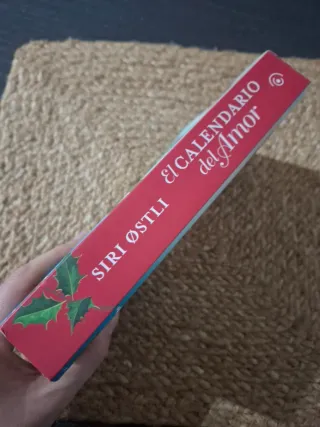 SIRI ØSTLI
El CALENDARIO
del Amor